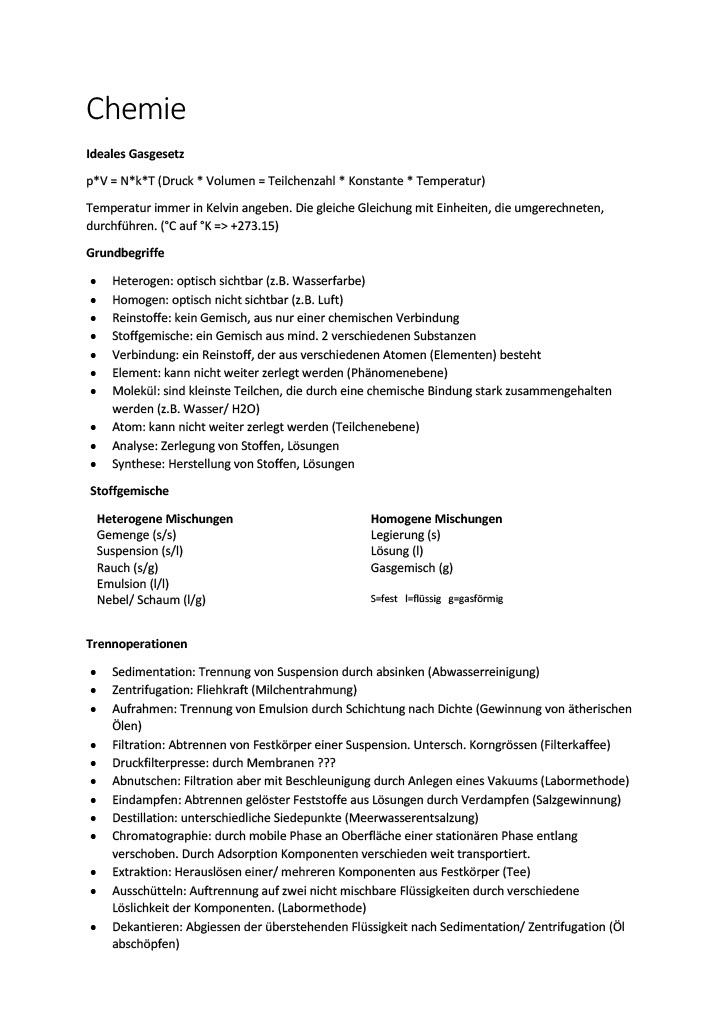 Chemie
Ideales Gasgesetz
p*V = N*k*T (Druck * Volumen = Teilchenzahl * Konstante * Temperatur)
Temperatur immer in Kelvin angeben. Die gleiche Gleichung mit Einheiten, die umgerechneten,
durchführen. (°C auf °K => +273.15)
Grundbegriffe
• Heterogen: optisch sichtbar (z.B. Wasserfarbe)
• Homogen: optisch nicht sichtbar (z.B. Luft)
• Reinstoffe: kein Gemisch, aus nur einer chemischen Verbindung
• Stoffgemische: ein Gemisch aus mind. 2 verschiedenen Substanzen
• Verbindung: ein Reinstoff, der aus verschiedenen Atomen (Elementen) besteht
• Element: kann nicht weiter zerlegt werden (Phänomenebene)
• Molekül: sind kleinste Teilchen, die durch eine chemische Bindung stark zusammengehalten
werden (z.B. Wasser/ H2O)
• Atom: kann nicht weiter zerlegt werden (Teilchenebene)
• Analyse: Zerlegung von Stoffen, Lösungen
• Synthese: Herstellung von Stoffen, Lösungen
Stoffgemische
Heterogene Mischungen
Gemenge (s/s)
Suspension (s/l)
Rauch (s/g)
Emulsion (l/l)
Nebel/ Schaum (l/g)
Homogene Mischungen
Legierung (s)
Lösung (l)
Gasgemisch (g)
S=fest l=flüssig g=gasförmig
Trennoperationen
• Sedimentation: Trennung von Suspension durch absinken (Abwasserreinigung)
• Zentrifugation: Fliehkraft (Milchentrahmung)
• Aufrahmen: Trennung von Emulsion durch Schichtung nach Dichte (Gewinnung von ätherischen
Ölen)
• Filtration: Abtrennen von Festkörper einer Suspension. Untersch. Korngrössen (Filterkaffee)
• Druckfilterpresse: durch Membranen ???
• Abnutschen: Filtration aber mit Beschleunigung durch Anlegen eines Vakuums (Labormethode)
• Eindampfen: Abtrennen gelöster Feststoffe aus Lösungen durch Verdampfen (Salzgewinnung)
• Destillation: unterschiedliche Siedepunkte (Meerwasserentsalzung)
• Chromatographie: durch mobile Phase an Oberfläche einer stationären Phase entlang
verschoben. Durch Adsorption Komponenten verschieden weit transportiert.
• Extraktion: Herauslösen einer/ mehreren Komponenten aus Festkörper (Tee)
• Ausschütteln: Auftrennung auf zwei nicht mischbare Flüssigkeiten durch verschiedene
Löslichkeit der Komponenten. (Labormethode)
• Dekantieren: Abgiessen der überstehenden Flüssigkeit nach Sedimentation/ Zentrifugation (Öl
abschöpfen)